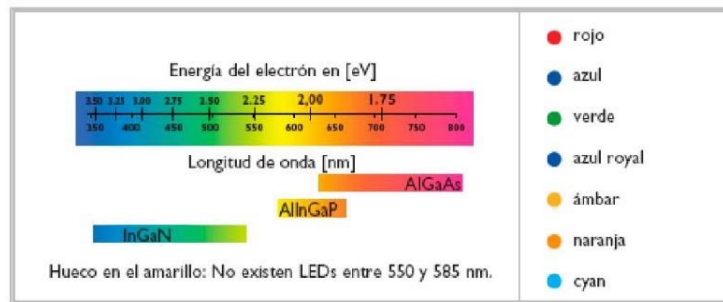 Energía del electrón en [eV]
3.50 3.25 3.00 2.75 2.50 2.25 2,00 1.75
350 400 450 500 550 600 650 700 750 800
Longitud de onda [nm]
AlGaAs
AlInGaP
InGaN
Hueco en el amarillo: No existen LEDs entre 550 y 585 nm.
rojo
azul
verde
azul royal
ámbar
naranja
cyan